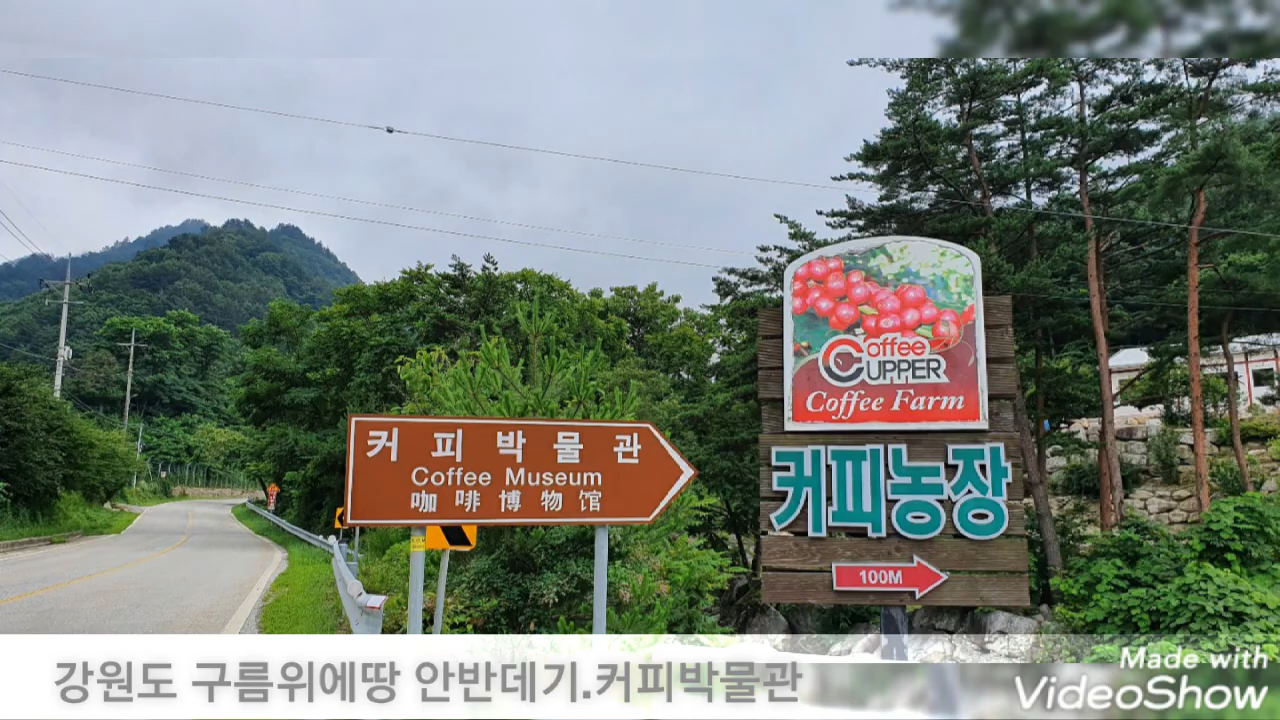 커피박물관
Coffee Museum
咖啡博物馆
Coffee
CUPPER
Coffee Farm
커피농장
100M
강원도 구름위에땅 안반데기.커피박물관
Made with
VideoShow